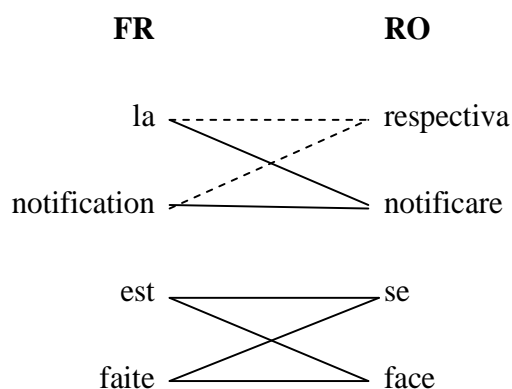 FR RO
la respectiva
notification notificare
est se
faite face